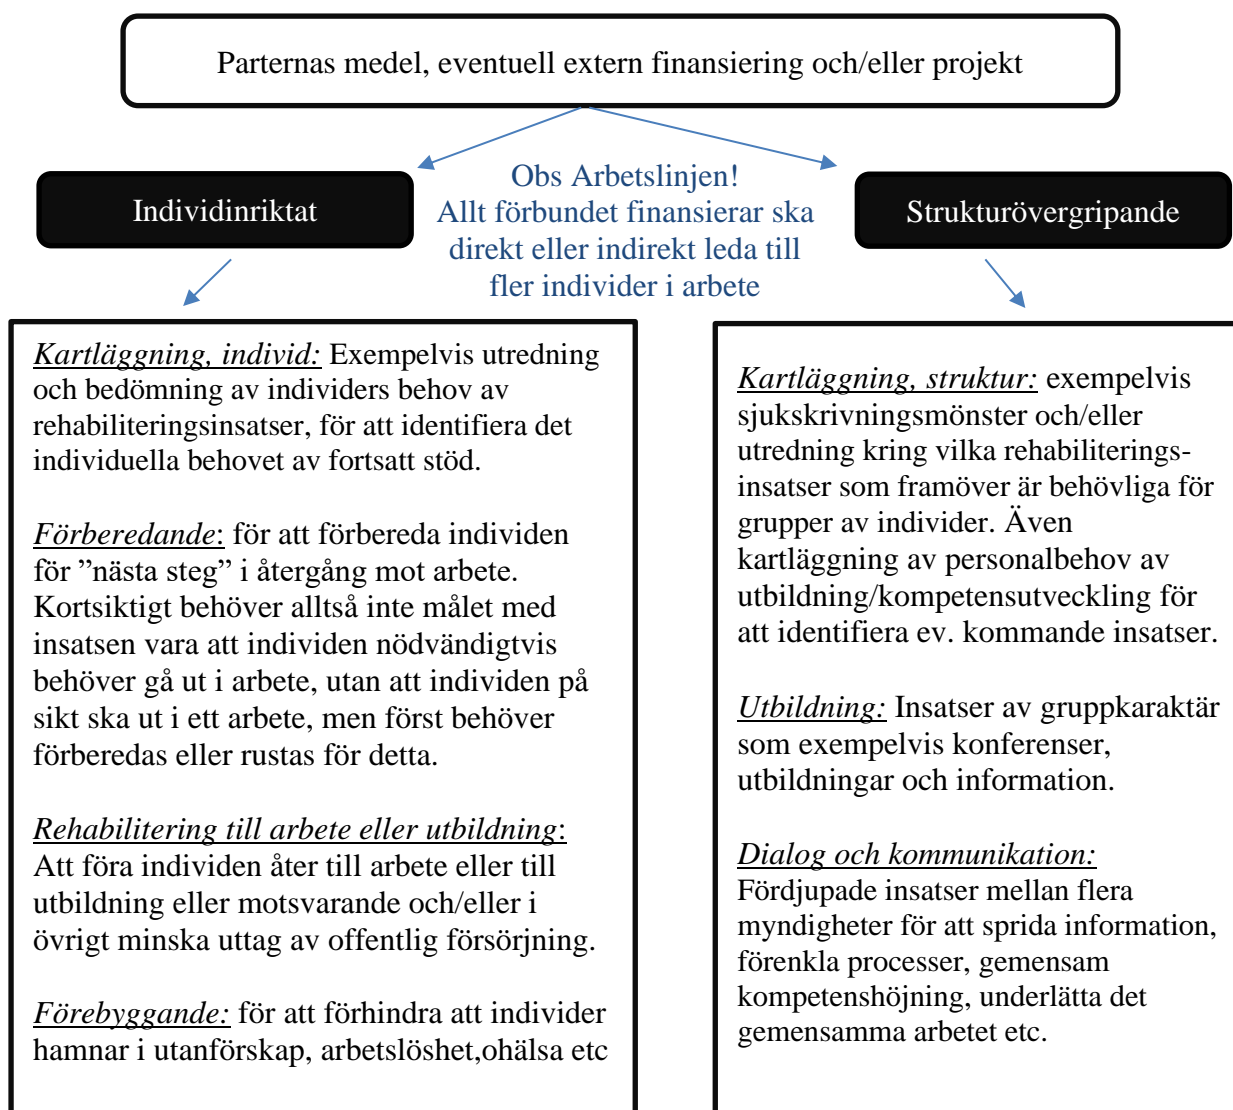 Parternas medel, eventuell extern finansiering och/eller projekt
Individinriktat
Obs Arbetslinjen!
Allt förbundet finansierar ska
direkt eller indirekt leda till
fler individer i arbete
Strukturövergripande
Kartläggning, individ: Exempelvis utredning
och bedömning av individers behov av
rehabiliteringsinsatser, för att identifiera det
individuella behovet av fortsatt stöd.
Förberedande: för att förbereda individen
för ”nästa steg” i återgång mot arbete.
Kortsiktigt behöver alltså inte målet med
insatsen vara att individen nödvändigtvis
behöver gå ut i arbete, utan att individen på
sikt ska ut i ett arbete, men först behöver
förberedas eller rustas för detta.
Rehabilitering till arbete eller utbildning:
Att föra individen åter till arbete eller till
utbildning eller motsvarande och/eller i
övrigt minska uttag av offentlig försörjning.
Förebyggande: för att förhindra att individer
hamnar i utanförskap, arbetslöshet,ohälsa etc
Kartläggning, struktur: exempelvis
sjukskrivningsmönster och/eller
utredning kring vilka rehabiliterings-
insatser som framöver är behövliga för
grupper av individer. Även
kartläggning av personalbehov av
utbildning/kompetensutveckling för
att identifiera ev. kommande insatser.
Utbildning: Insatser av gruppkaraktär
som exempelvis konferenser,
utbildningar och information.
Dialog och kommunikation:
Fördjupade insatser mellan flera
myndigheter för att sprida information,
förenkla processer, gemensam
kompetenshöjning, underlätta det
gemensamma arbetet etc.